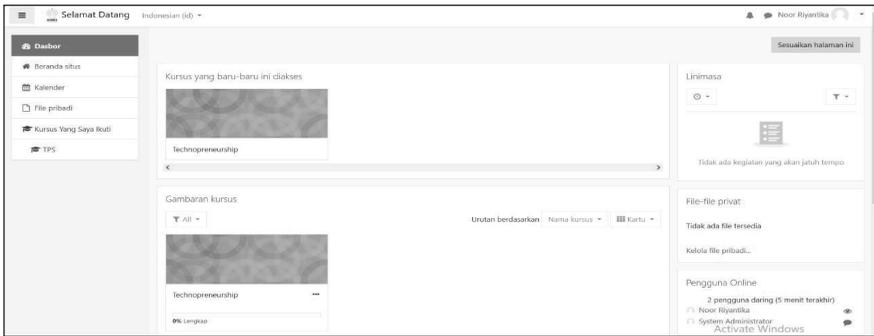 Selamat Datang Indonesian (id)
Noor Riyantika
Dasbor
Beranda situs
Kalender
File pribadi
Kursus Yang Saya Ikuti
TPS
Sesuaikan halaman ini
Kursus yang baru-baru ini diakses
Technopreneurship
Gambaran kursus
All
Urutan berdasarkan Nama kursus Kartu
Technopreneurship
0% Lengkap
Linimasa
Tidak ada kegiatan yang akan jatuh tempo
File-file privat
Tidak ada file tersedia
Kelola file pribadi...
Pengguna Online
2 pengguna daring (5 menit terakhir)
Noor Riyantika
System Administrator
Activate Windows